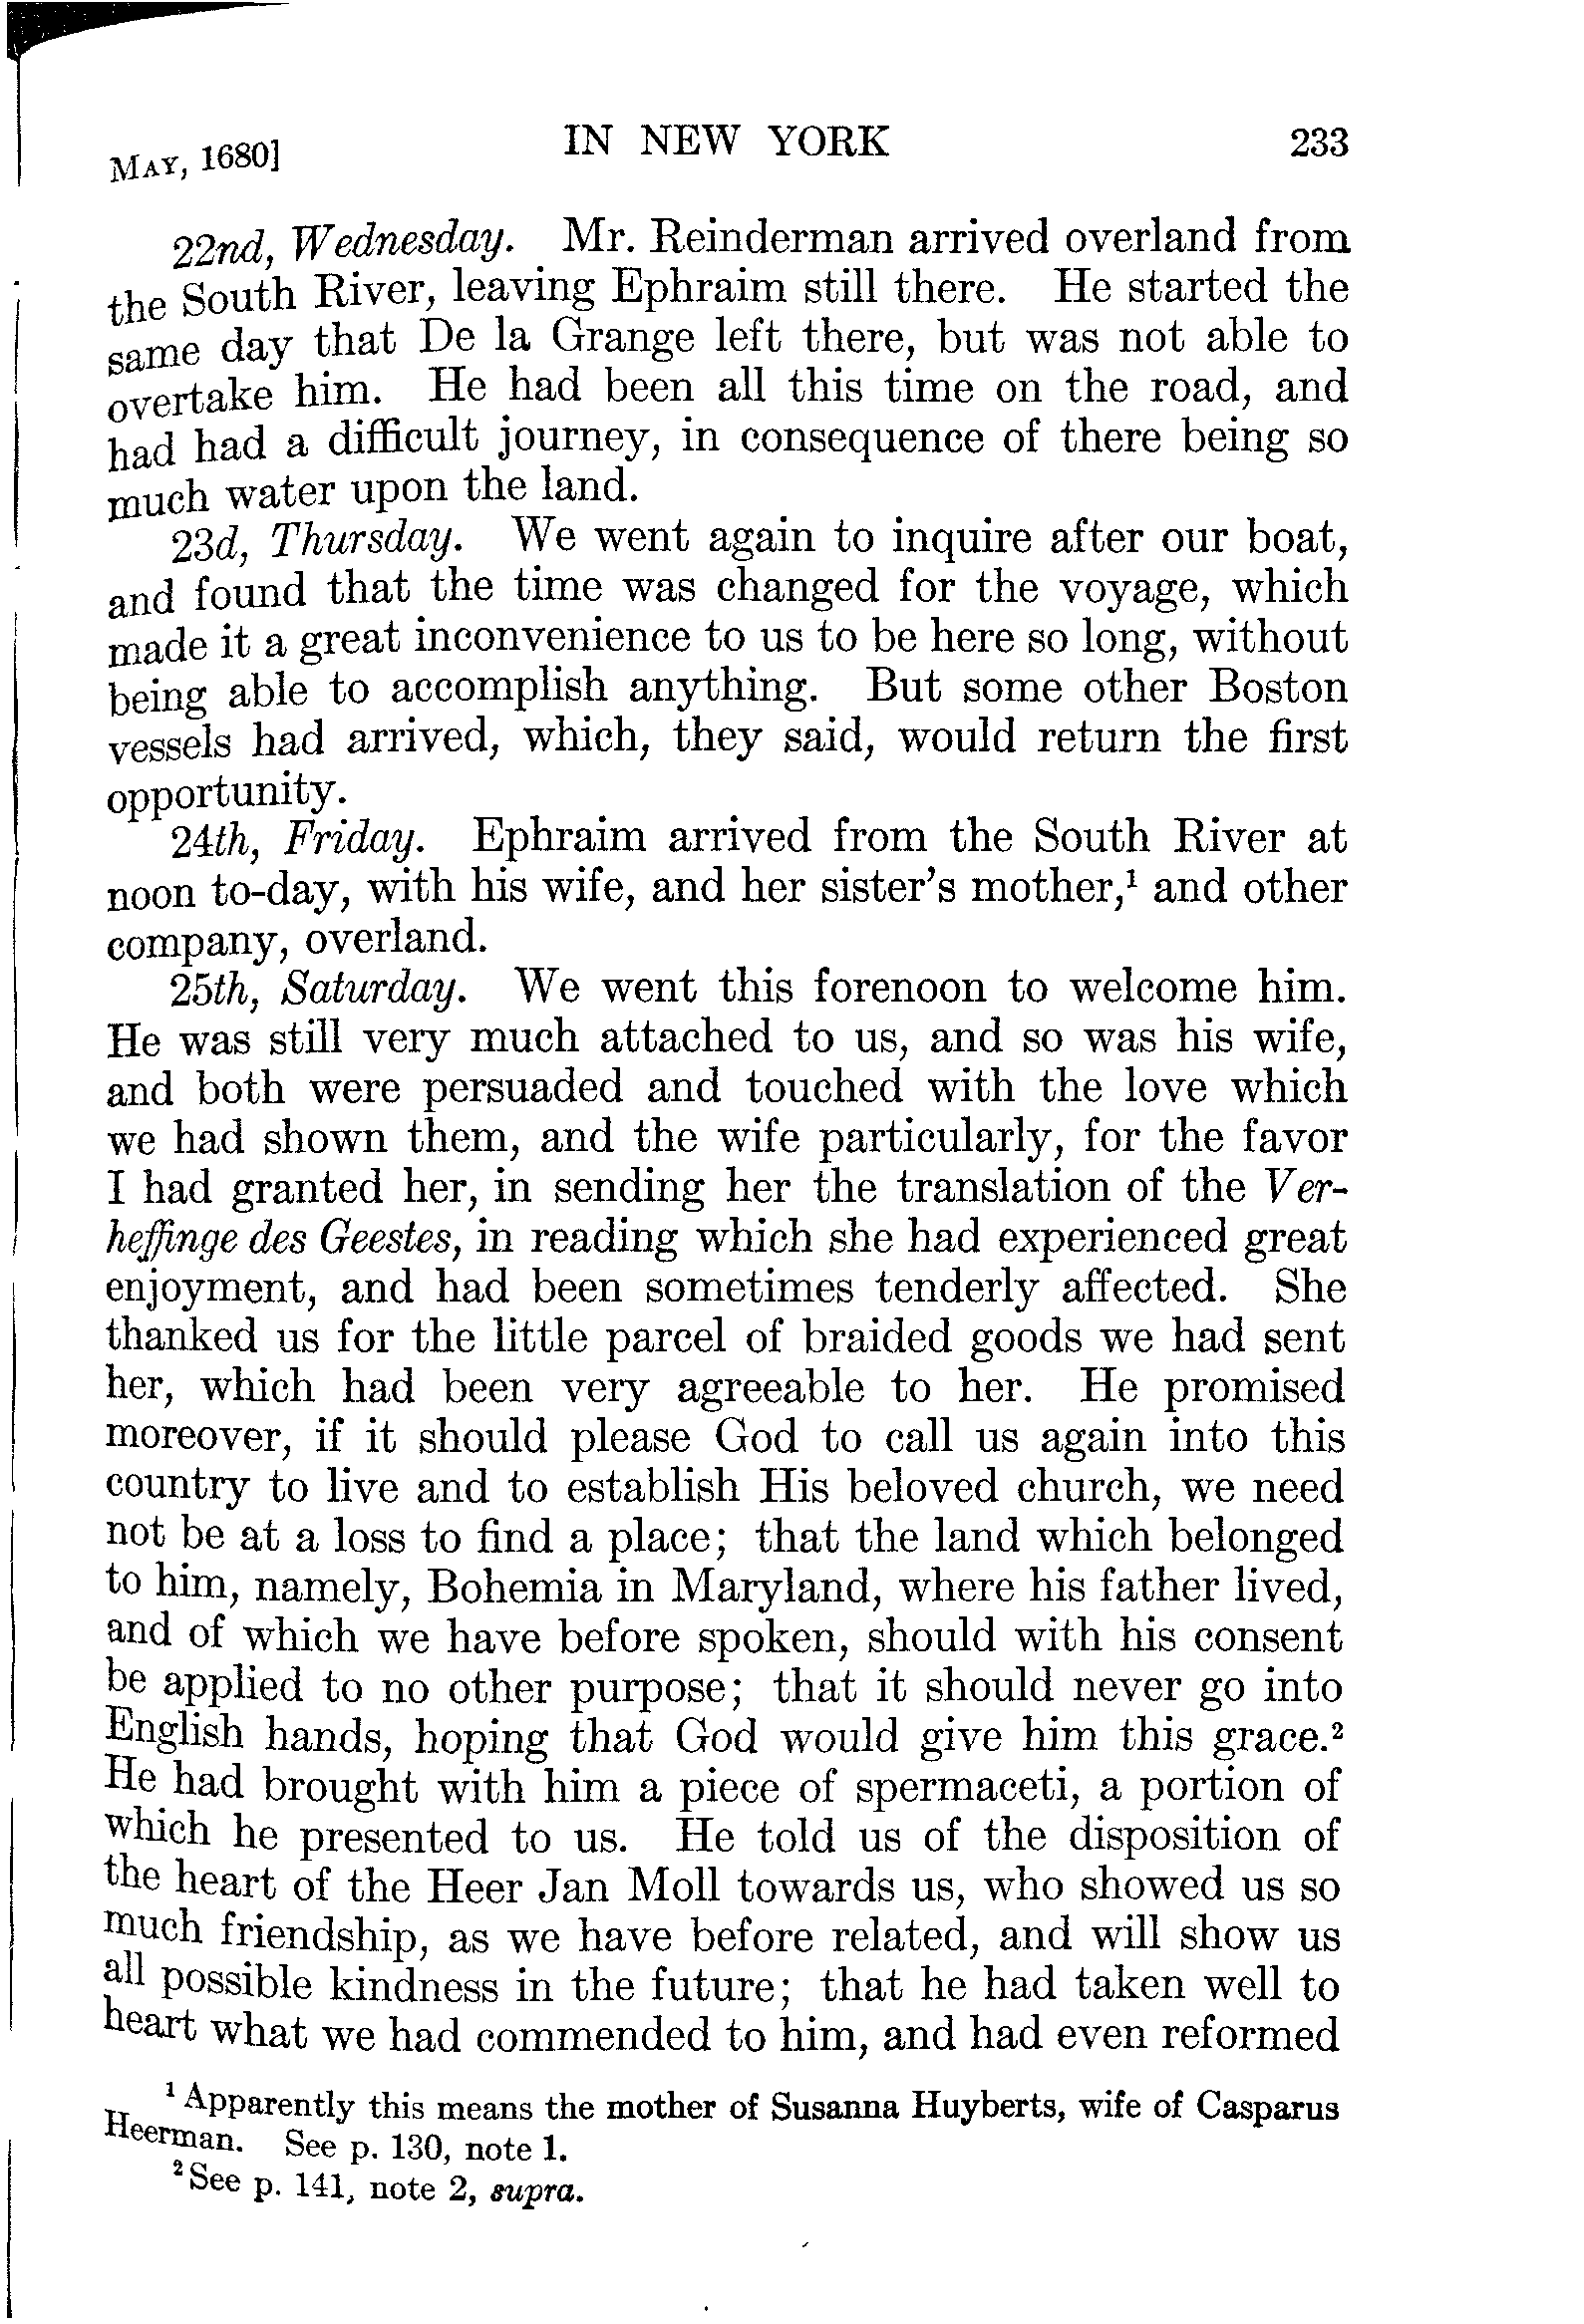 MAY, 1680] IN NEW YORK 233
22nd, Wednesday. Mr. Reinderman arrived overland from
the South River, leaving Ephraim still there. He started the
same day that De la Grange left there, but was not able to
overtake him. He had been all this time on the road, and
had had a difficult journey, in consequence of there being so
much water upon the land.
23d, Thursday. We went again to inquire after our boat,
and found that the time was changed for the voyage, which
made it a great inconvenience to us to be here so long, without
being able to accomplish anything. But some other Boston
vessels had arrived, which, they said, would return the first
opportunity.
24th, Friday. Ephraim arrived from the South River at
noon to-day, with his wife, and her sister's mother,¹ and other
company, overland.
25th, Saturday. We went this forenoon to welcome him.
He was still very much attached to us, and so was his wife,
and both were persuaded and touched with the love which
we had shown them, and the wife particularly, for the favor
I had granted her, in sending her the translation of the Ver-
heffinge des Geestes, in reading which she had experienced great
enjoyment, and had been sometimes tenderly affected. She
thanked us for the little parcel of braided goods we had sent
her, which had been very agreeable to her. He promised
moreover, if it should please God to call us again into this
country to live and to establish His beloved church, we need
not be at a loss to find a place; that the land which belonged
to him, namely, Bohemia in Maryland, where his father lived,
and of which we have before spoken, should with his consent
be applied to no other purpose; that it should never go into
English hands, hoping that God would give him this grace.²
He had brought with him a piece of spermaceti, a portion of
which he presented to us. He told us of the disposition of
the heart of the Heer Jan Moll towards us, who showed us so
much friendship, as we have before related, and will show us
all possible kindness in the future; that he had taken well to
heart what we had commended to him, and had even reformed
¹ Apparently this means the mother of Susanna Huyberts, wife of Casparus
Heerman. See p. 130, note 1.
² See p. 141, note 2, supra.